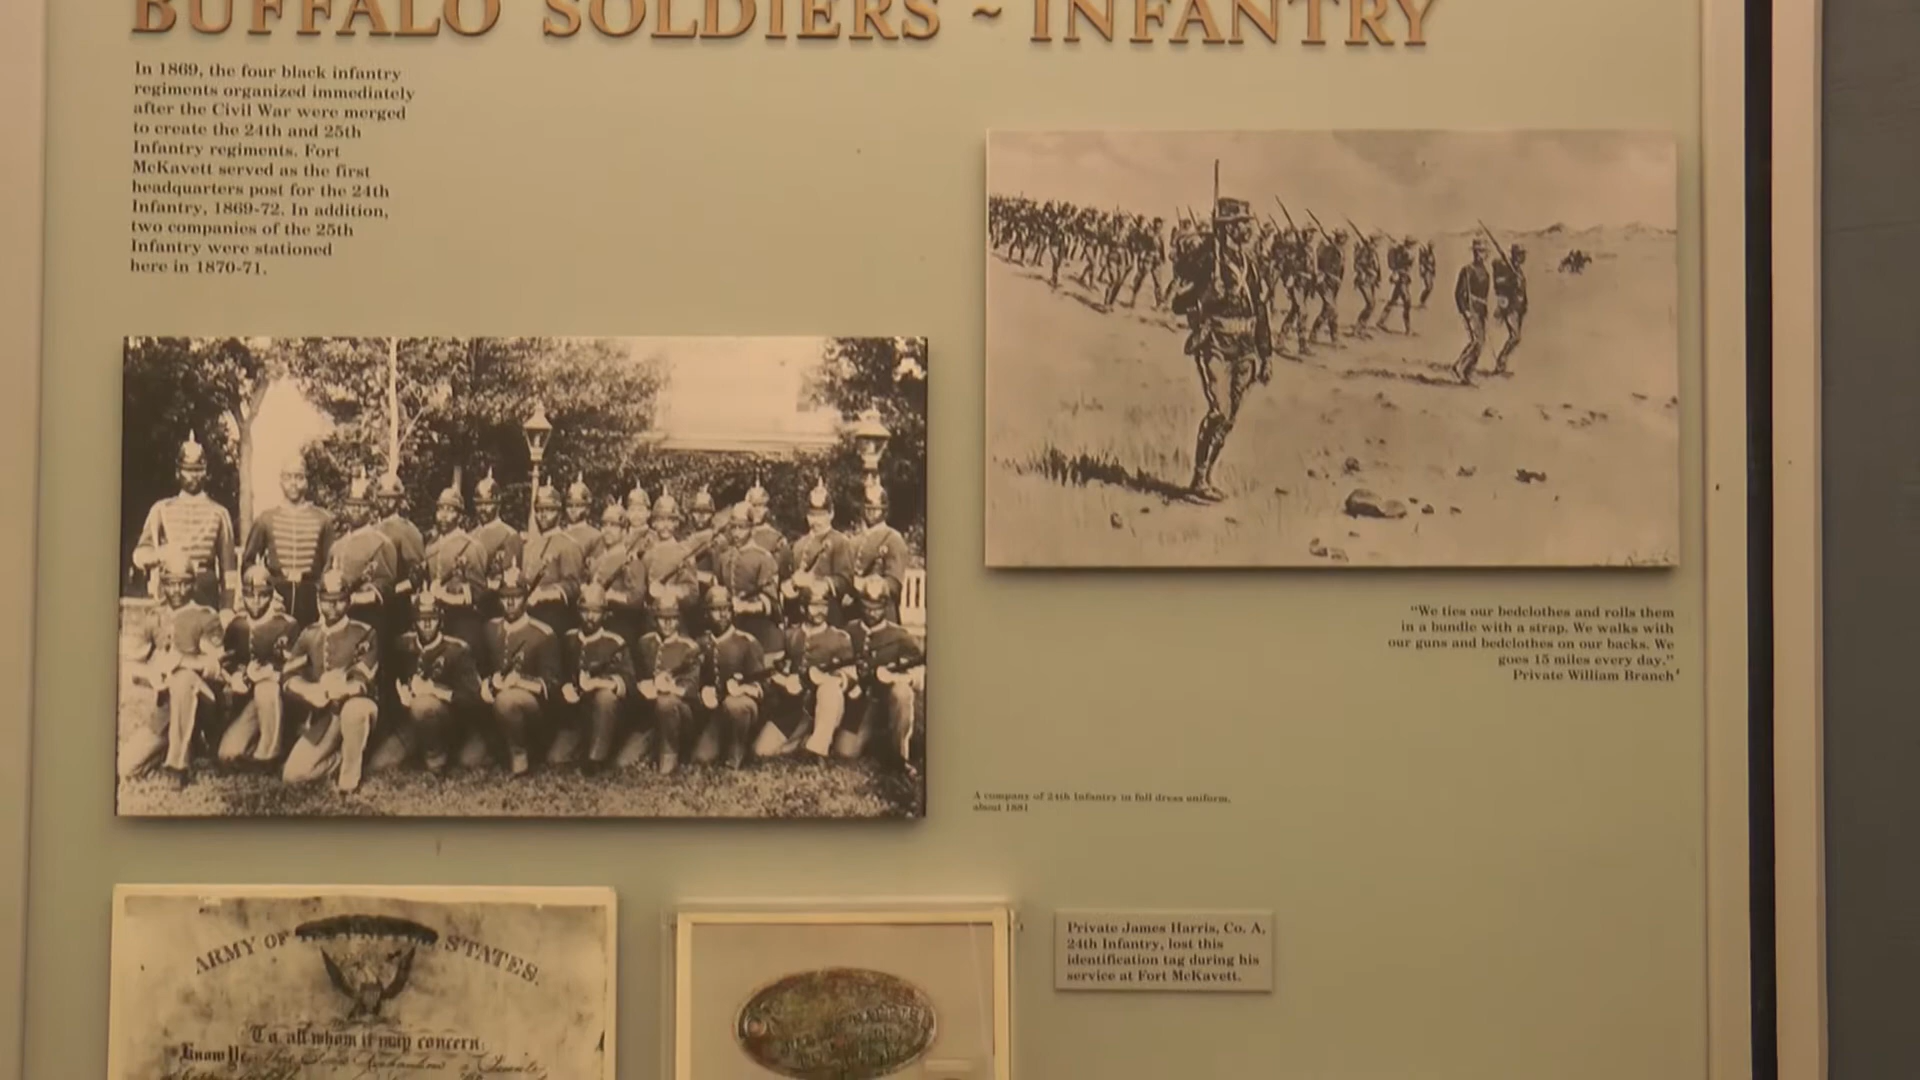 BUFFALO SOLDIERS ~ INFANTRY
In 1869, the four black infantry
regiments organized immediately
after the Civil War were merged
to create the 24th and 25th
Infantry regiments. Fort
McKavett served as the first
headquarters post for the 24th
Infantry, 1869-72. In addition,
two companies of the 25th
Infantry were stationed
here in 1870-71.
"We ties our bedclothes and rolls them
in a bundle with a strap. We walks with
our guns and bedclothes on our backs. We
goes 15 miles every day."
Private William Branch
A company of 24th Infantry in full dress uniform,
about 1881
ARMY OF STATES.
To all whom it may concern:
Know Ye,
Private James Harris, Co. A,
24th Infantry, lost this
identification tag during his
service at Fort McKavett.